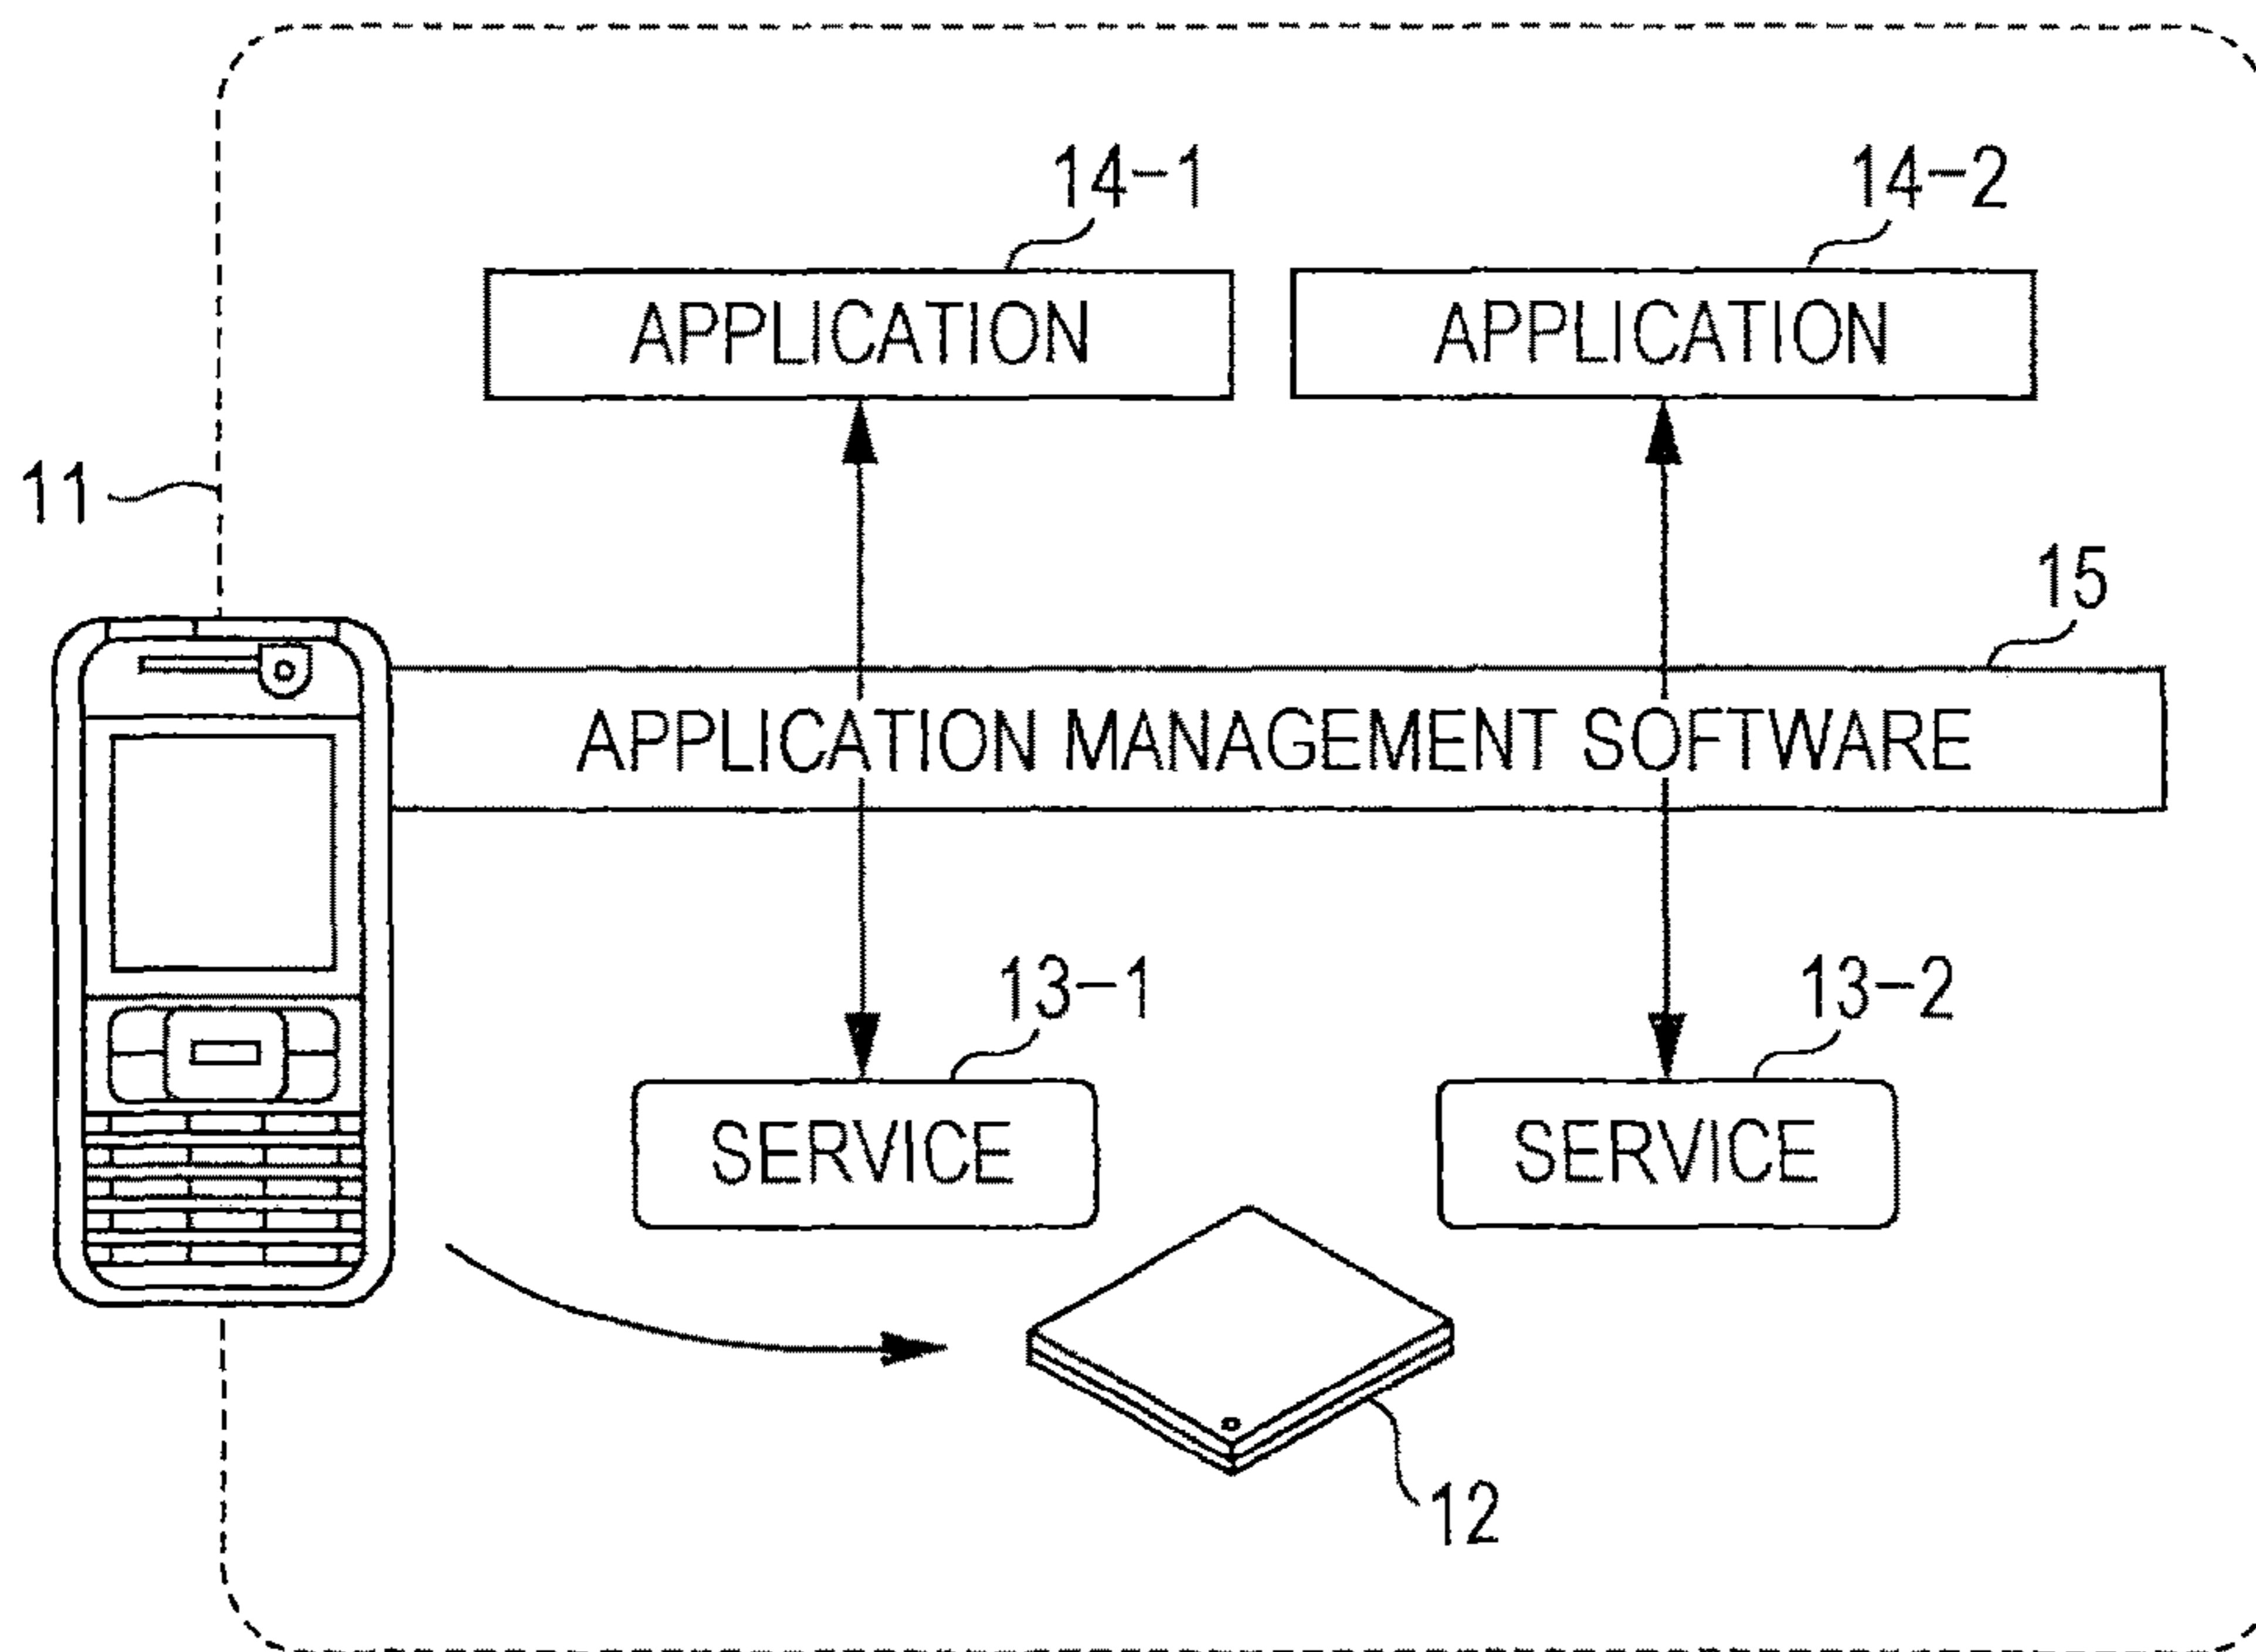 14-1
14-2
APPLICATION
APPLICATION
11
15
APPLICATION MANAGEMENT SOFTWARE
13-1
13-2
SERVICE
SERVICE
12